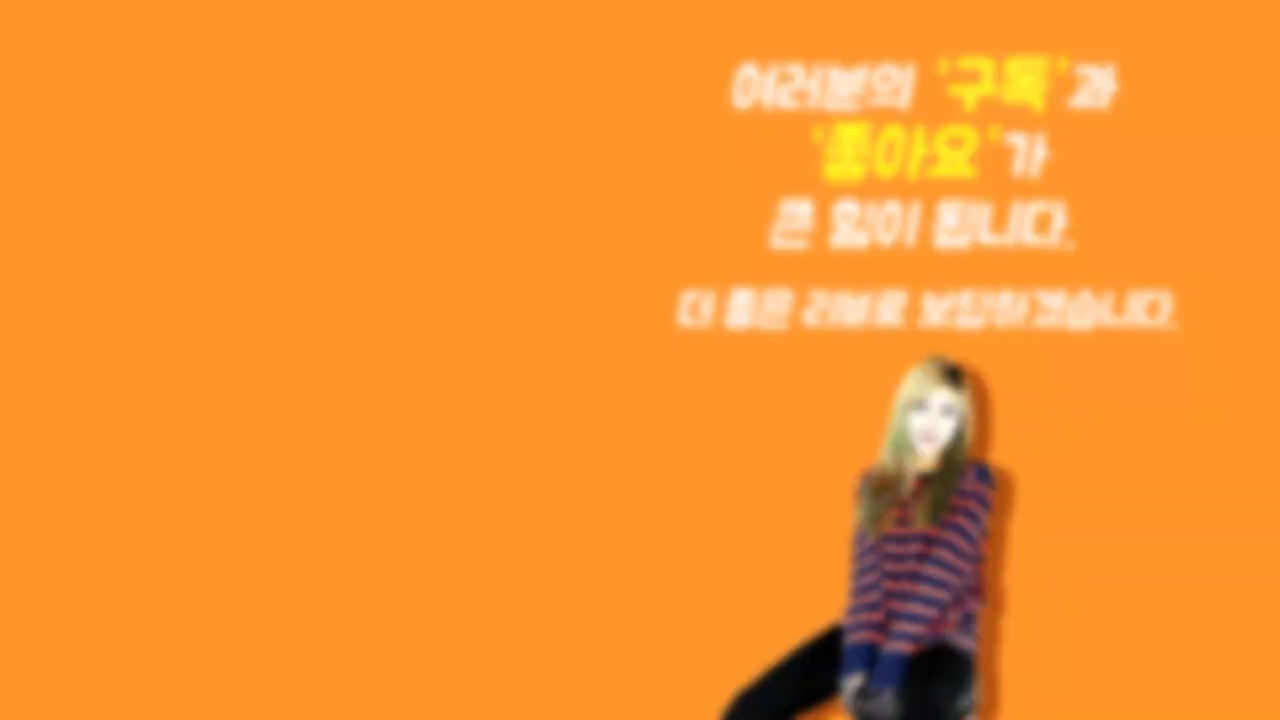 여러분의 '구독'과
'좋아요'가
큰 힘이 됩니다.
더 좋은 리뷰로 보답하겠습니다.